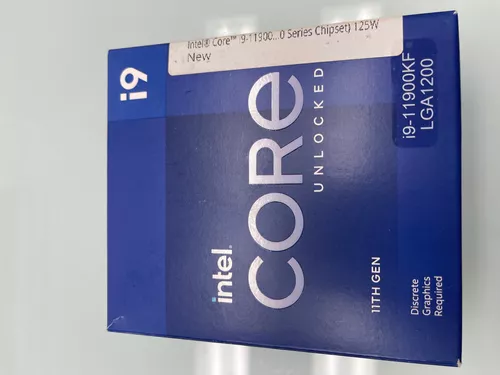 Intel® Core™ i9-11900...0 Series Chipset) 125W
New
i9
intel.
CORe
UNLOCKED
11TH GEN
i9-11900KF
LGA1200
Discrete
Graphics
Required